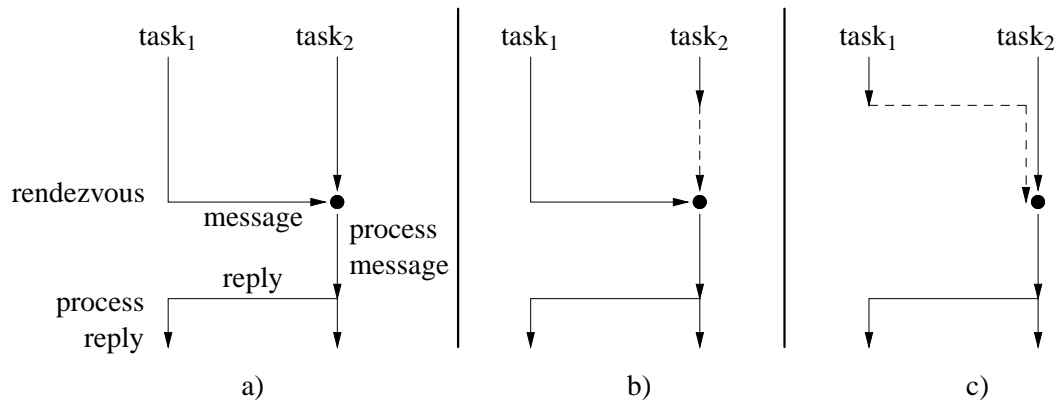 task₁ task₂ task₁ task₂ task₁ task₂
rendezvous
message
process
message
reply
process
reply
a) b) c)